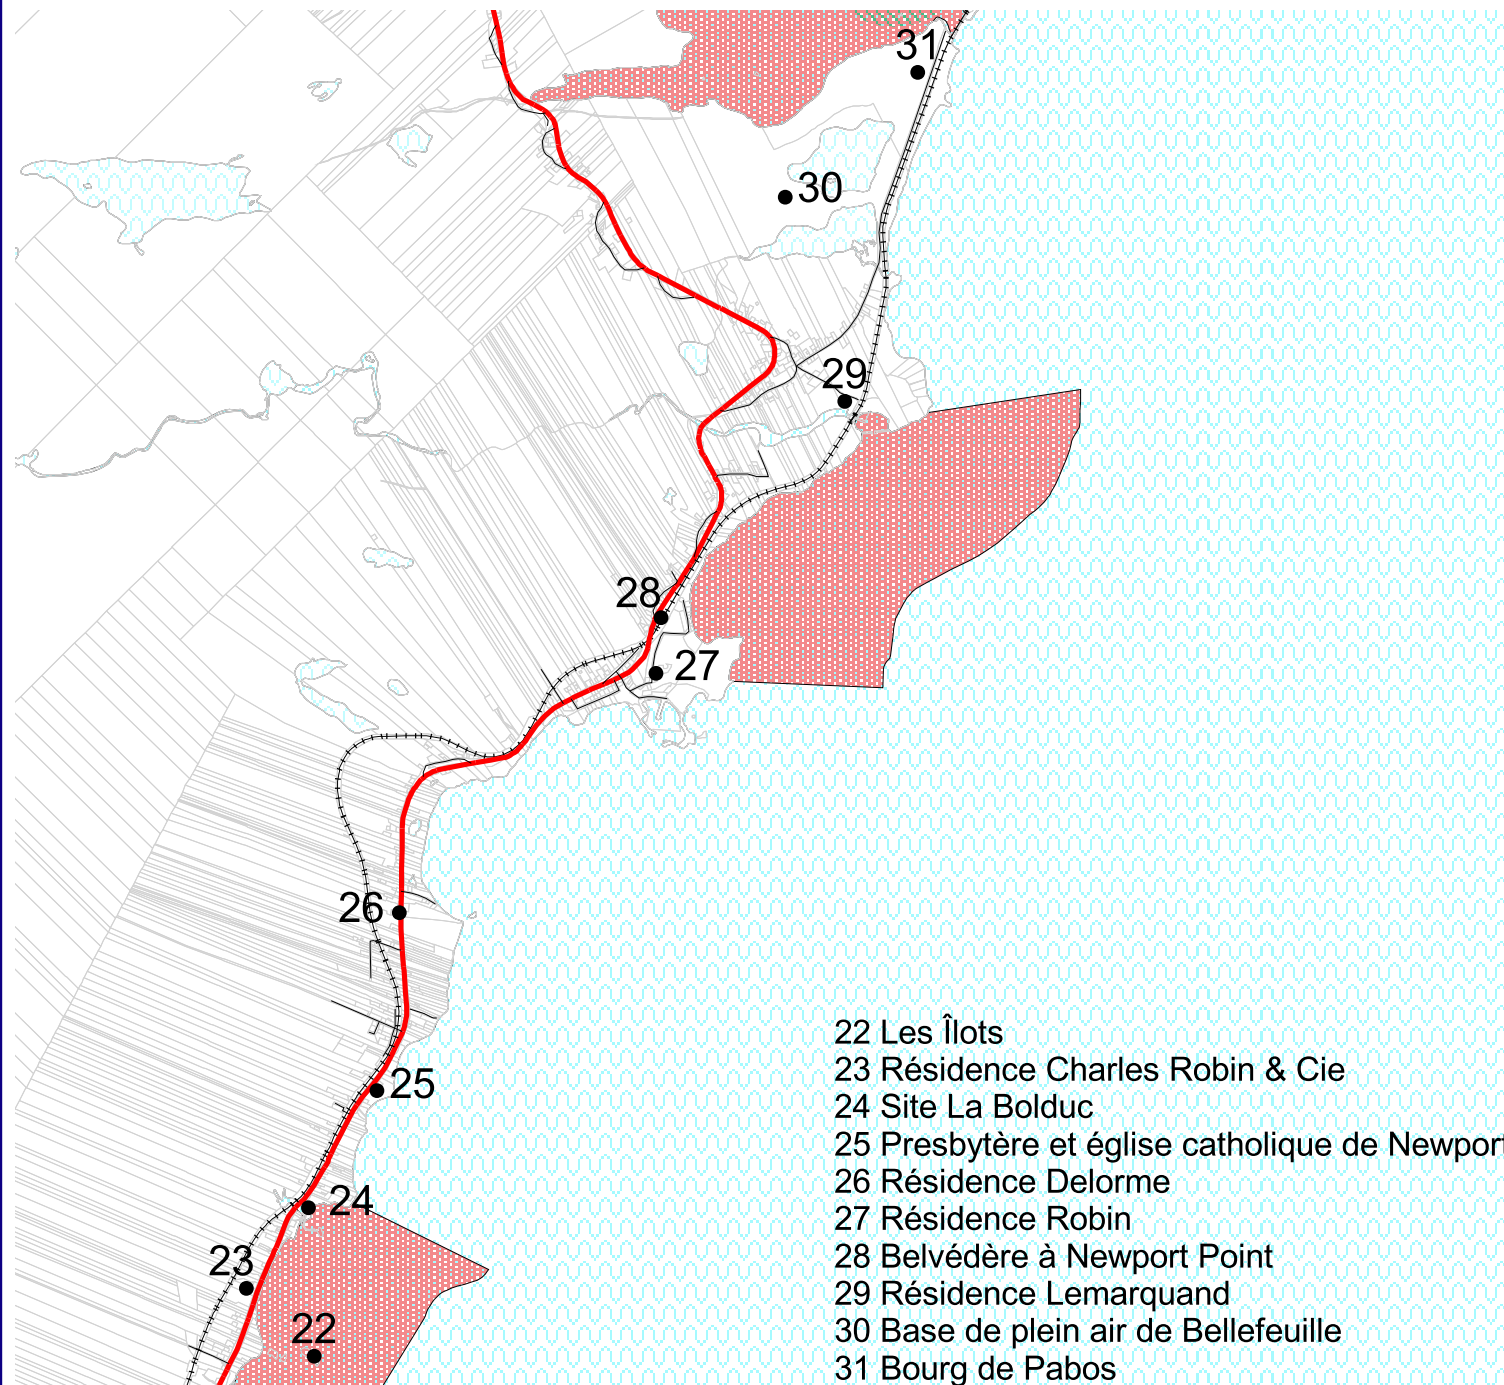 31
30
29
28
27
26
25
24
23
22
22 Les Îlots
23 Résidence Charles Robin & Cie
24 Site La Bolduc
25 Presbytère et église catholique de Newport
26 Résidence Delorme
27 Résidence Robin
28 Belvédère à Newport Point
29 Résidence Lemarquand
30 Base de plein air de Bellefeuille
31 Bourg de Pabos